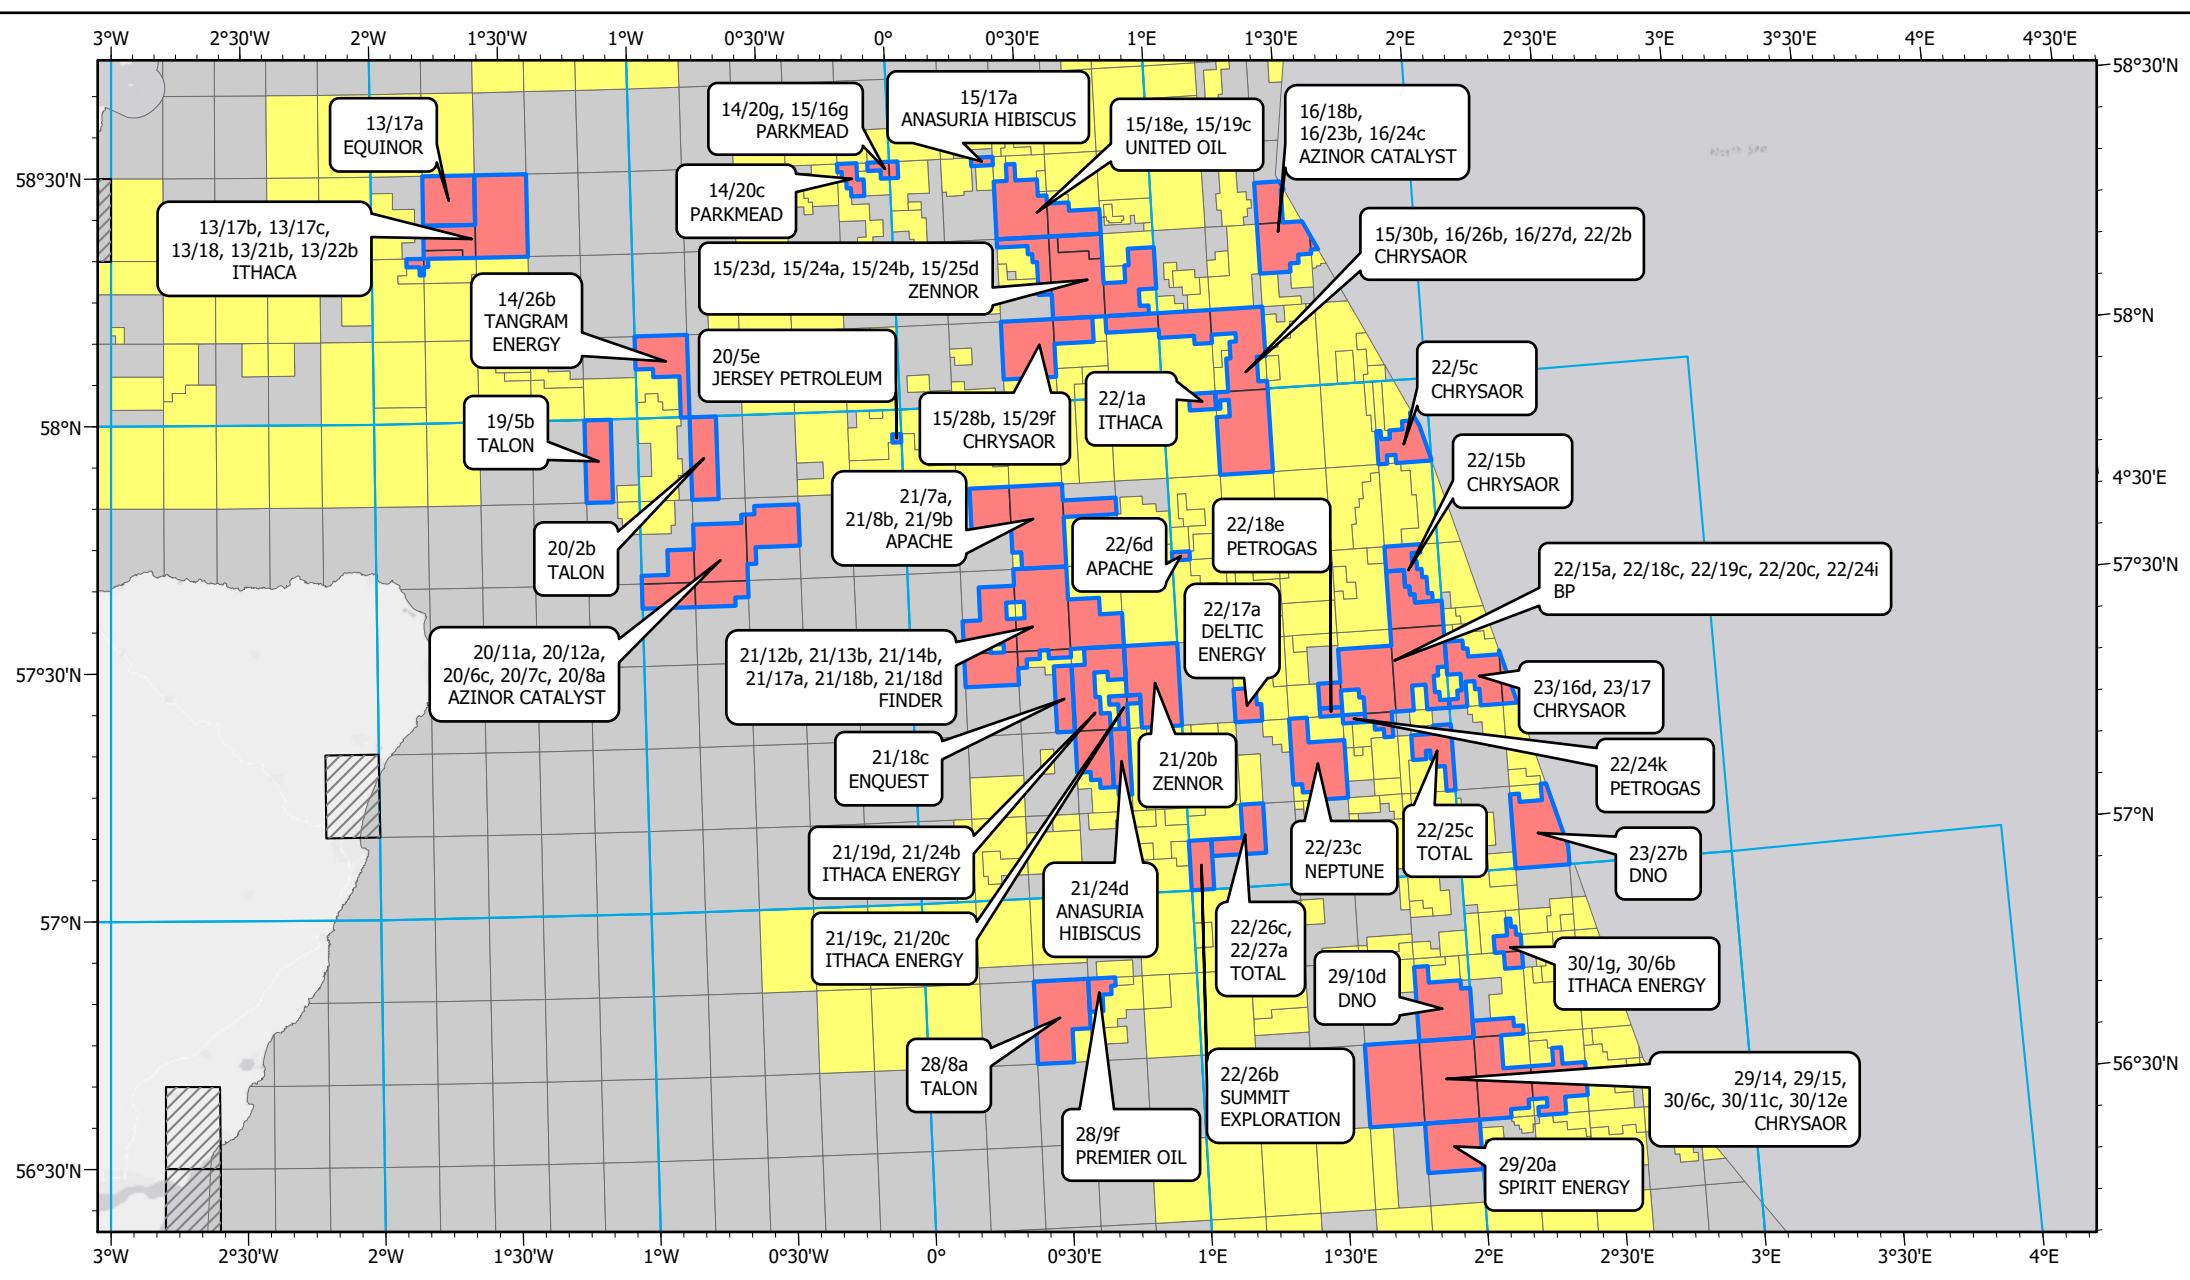 3°W
2°30'W
2°W
1°30'W
1°W
0°30'W
0°
0°30'E
1°E
1°30'E
2°E
2°30'E
3°E
3°30'E
4°E
4°30'E
58°30'N
58°30'N
North Sea
13/17a
EQUINOR
14/20g, 15/16g
PARKMEAD
15/17a
ANASURIA HIBISCUS
15/18e, 15/19c
UNITED OIL
16/18b,
16/23b, 16/24c
AZINOR CATALYST
14/20c
PARKMEAD
13/17b, 13/17c,
13/18, 13/21b, 13/22b
ITHACA
15/23d, 15/24a, 15/24b, 15/25d
ZENNOR
15/30b, 16/26b, 16/27d, 22/2b
CHRYSAOR
14/26b
TANGRAM
ENERGY
58°N
20/5e
JERSEY PETROLEUM
22/5c
CHRYSAOR
58°N
19/5b
TALON
15/28b, 15/29f
CHRYSAOR
22/1a
ITHACA
22/15b
CHRYSAOR
4°30'E
21/7a,
21/8b, 21/9b
APACHE
22/6d
APACHE
22/18e
PETROGAS
20/2b
TALON
57°30'N
22/15a, 22/18c, 22/19c, 22/20c, 22/24i
BP
22/17a
DELTIC
ENERGY
57°30'N
20/11a, 20/12a,
20/6c, 20/7c, 20/8a
AZINOR CATALYST
21/12b, 21/13b, 21/14b,
21/17a, 21/18b, 21/18d
FINDER
23/16d, 23/17
CHRYSAOR
21/18c
ENQUEST
21/20b
ZENNOR
22/24k
PETROGAS
57°N
21/19d, 21/24b
ITHACA ENERGY
22/23c
NEPTUNE
22/25c
TOTAL
23/27b
DNO
21/24d
ANASURIA
HIBISCUS
57°N
21/19c, 21/20c
ITHACA ENERGY
22/26c,
22/27a
TOTAL
29/10d
DNO
30/1g, 30/6b
ITHACA ENERGY
28/8a
TALON
22/26b
SUMMIT
EXPLORATION
56°30'N
29/14, 29/15,
30/6c, 30/11c, 30/12e
CHRYSAOR
28/9f
PREMIER OIL
56°30'N
29/20a
SPIRIT ENERGY
3°W
2°30'W
2°W
1°30'W
1°W
0°30'W
0°
0°30'E
1°E
1°30'E
2°E
2°30'E
3°E
3°30'E
4°E